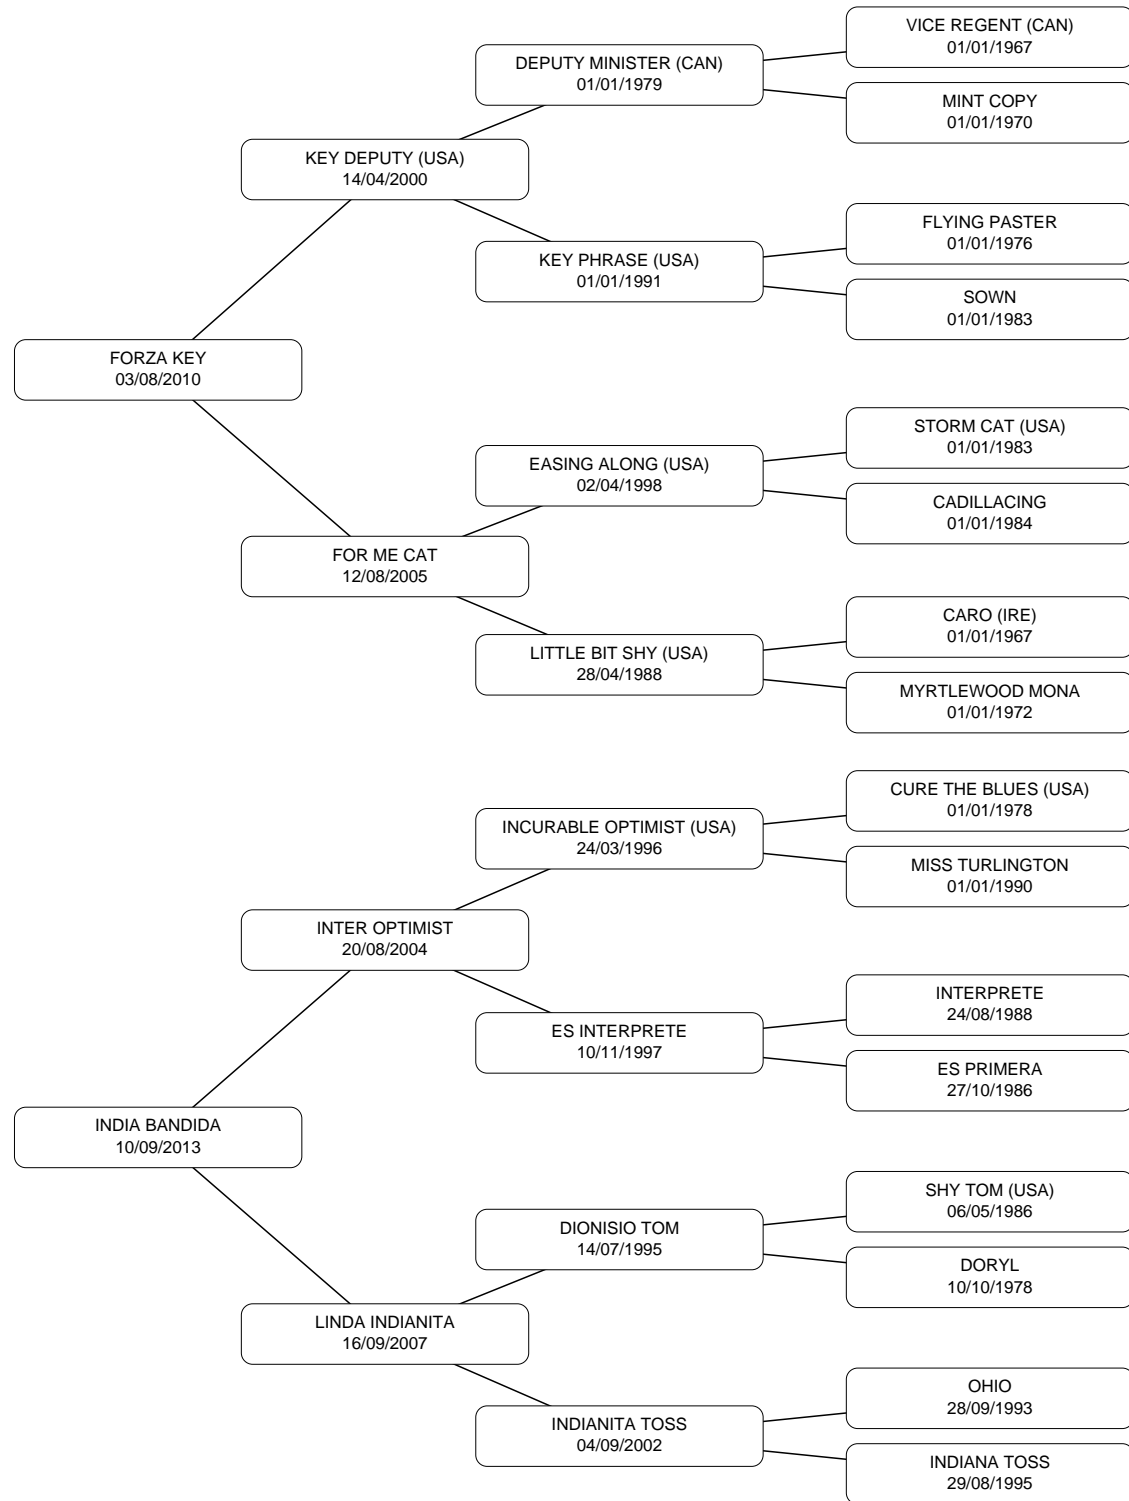 VICE REGENT (CAN)
01/01/1967
DEPUTY MINISTER (CAN)
01/01/1979
MINT COPY
01/01/1970
KEY DEPUTY (USA)
14/04/2000
FLYING PASTER
01/01/1976
KEY PHRASE (USA)
01/01/1991
SOWN
01/01/1983
FORZA KEY
03/08/2010
STORM CAT (USA)
01/01/1983
EASING ALONG (USA)
02/04/1998
CADILLACING
01/01/1984
FOR ME CAT
12/08/2005
CARO (IRE)
01/01/1967
LITTLE BIT SHY (USA)
28/04/1988
MYRTLEWOOD MONA
01/01/1972
CURE THE BLUES (USA)
01/01/1978
INCURABLE OPTIMIST (USA)
24/03/1996
MISS TURLINGTON
01/01/1990
INTER OPTIMIST
20/08/2004
INTERPRETE
24/08/1988
ES INTERPRETE
10/11/1997
ES PRIMERA
27/10/1986
INDIA BANDIDA
10/09/2013
SHY TOM (USA)
06/05/1986
DIONISIO TOM
14/07/1995
DORYL
10/10/1978
LINDA INDIANITA
16/09/2007
OHIO
28/09/1993
INDIANITA TOSS
04/09/2002
INDIANA TOSS
29/08/1995